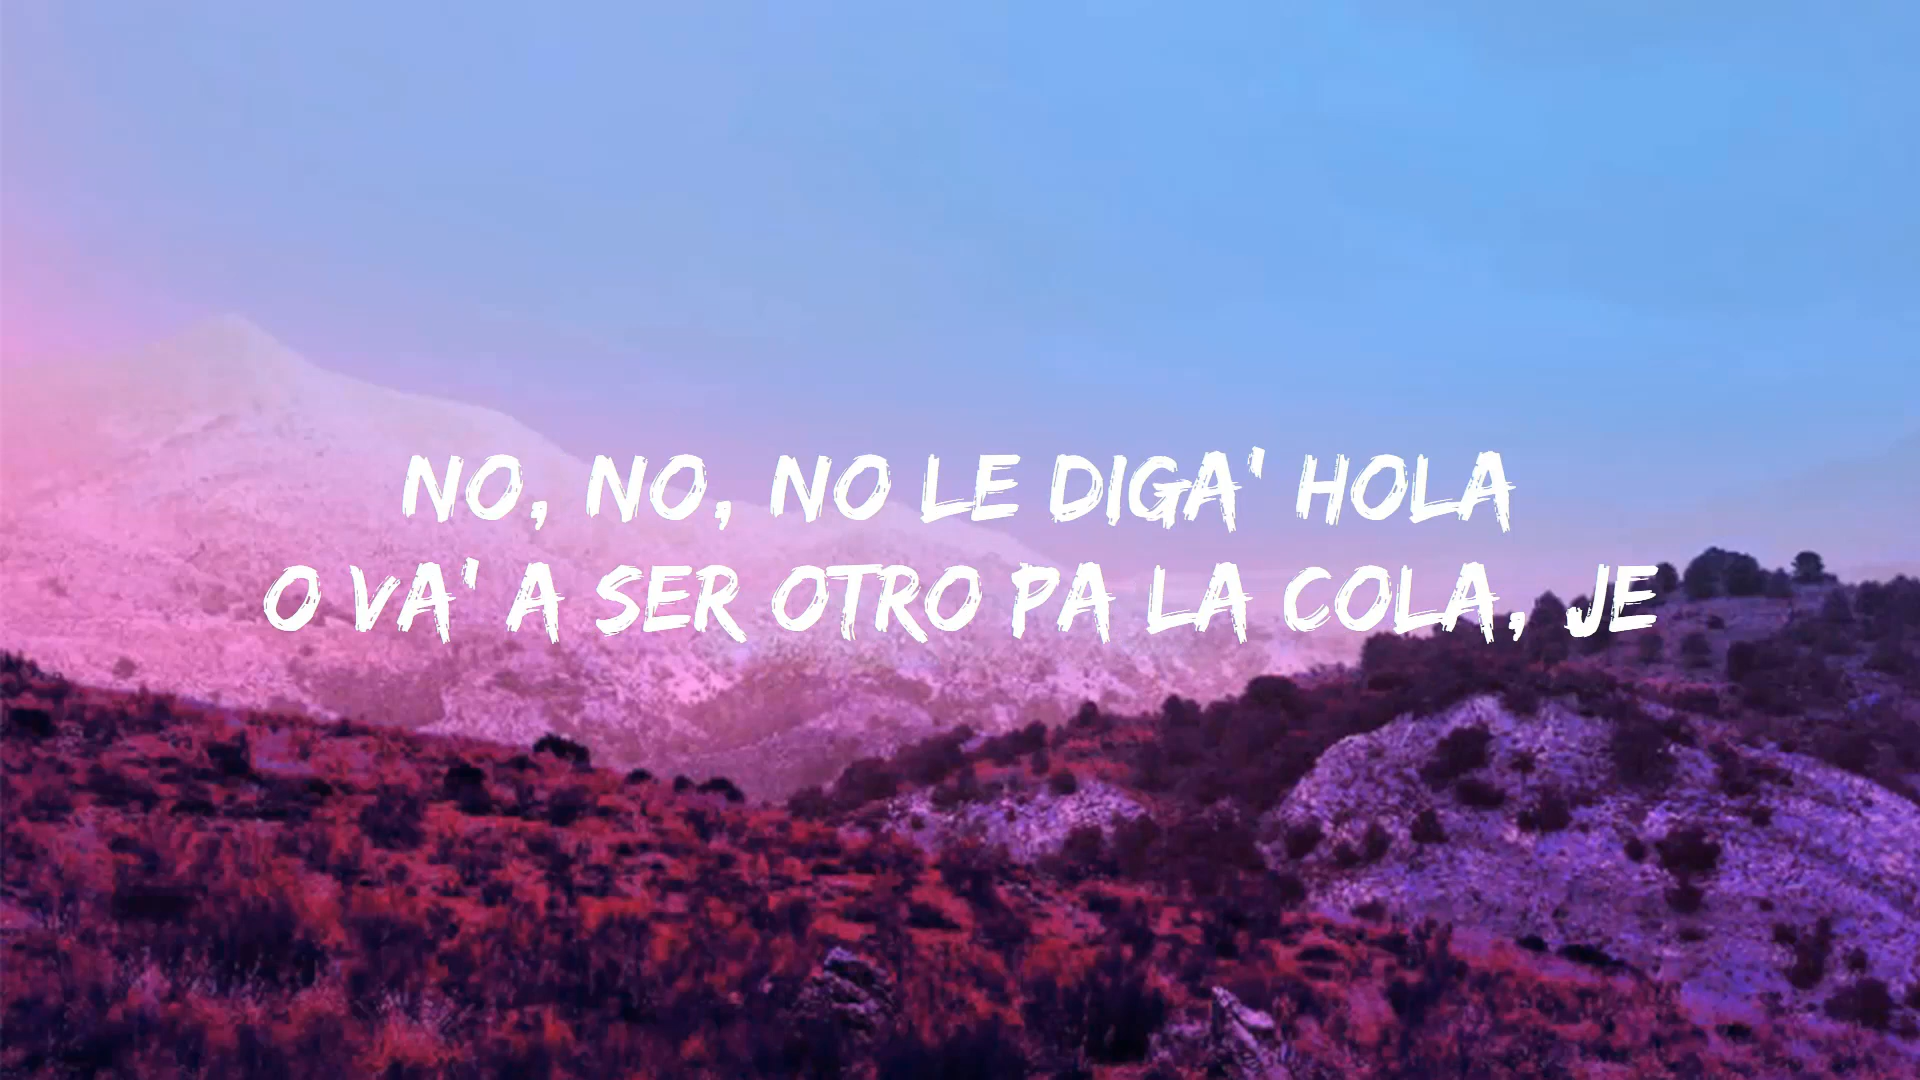 NO, NO, NO LE DIGA' HOLA
O VA' A SER OTRO PA LA COLA, JE